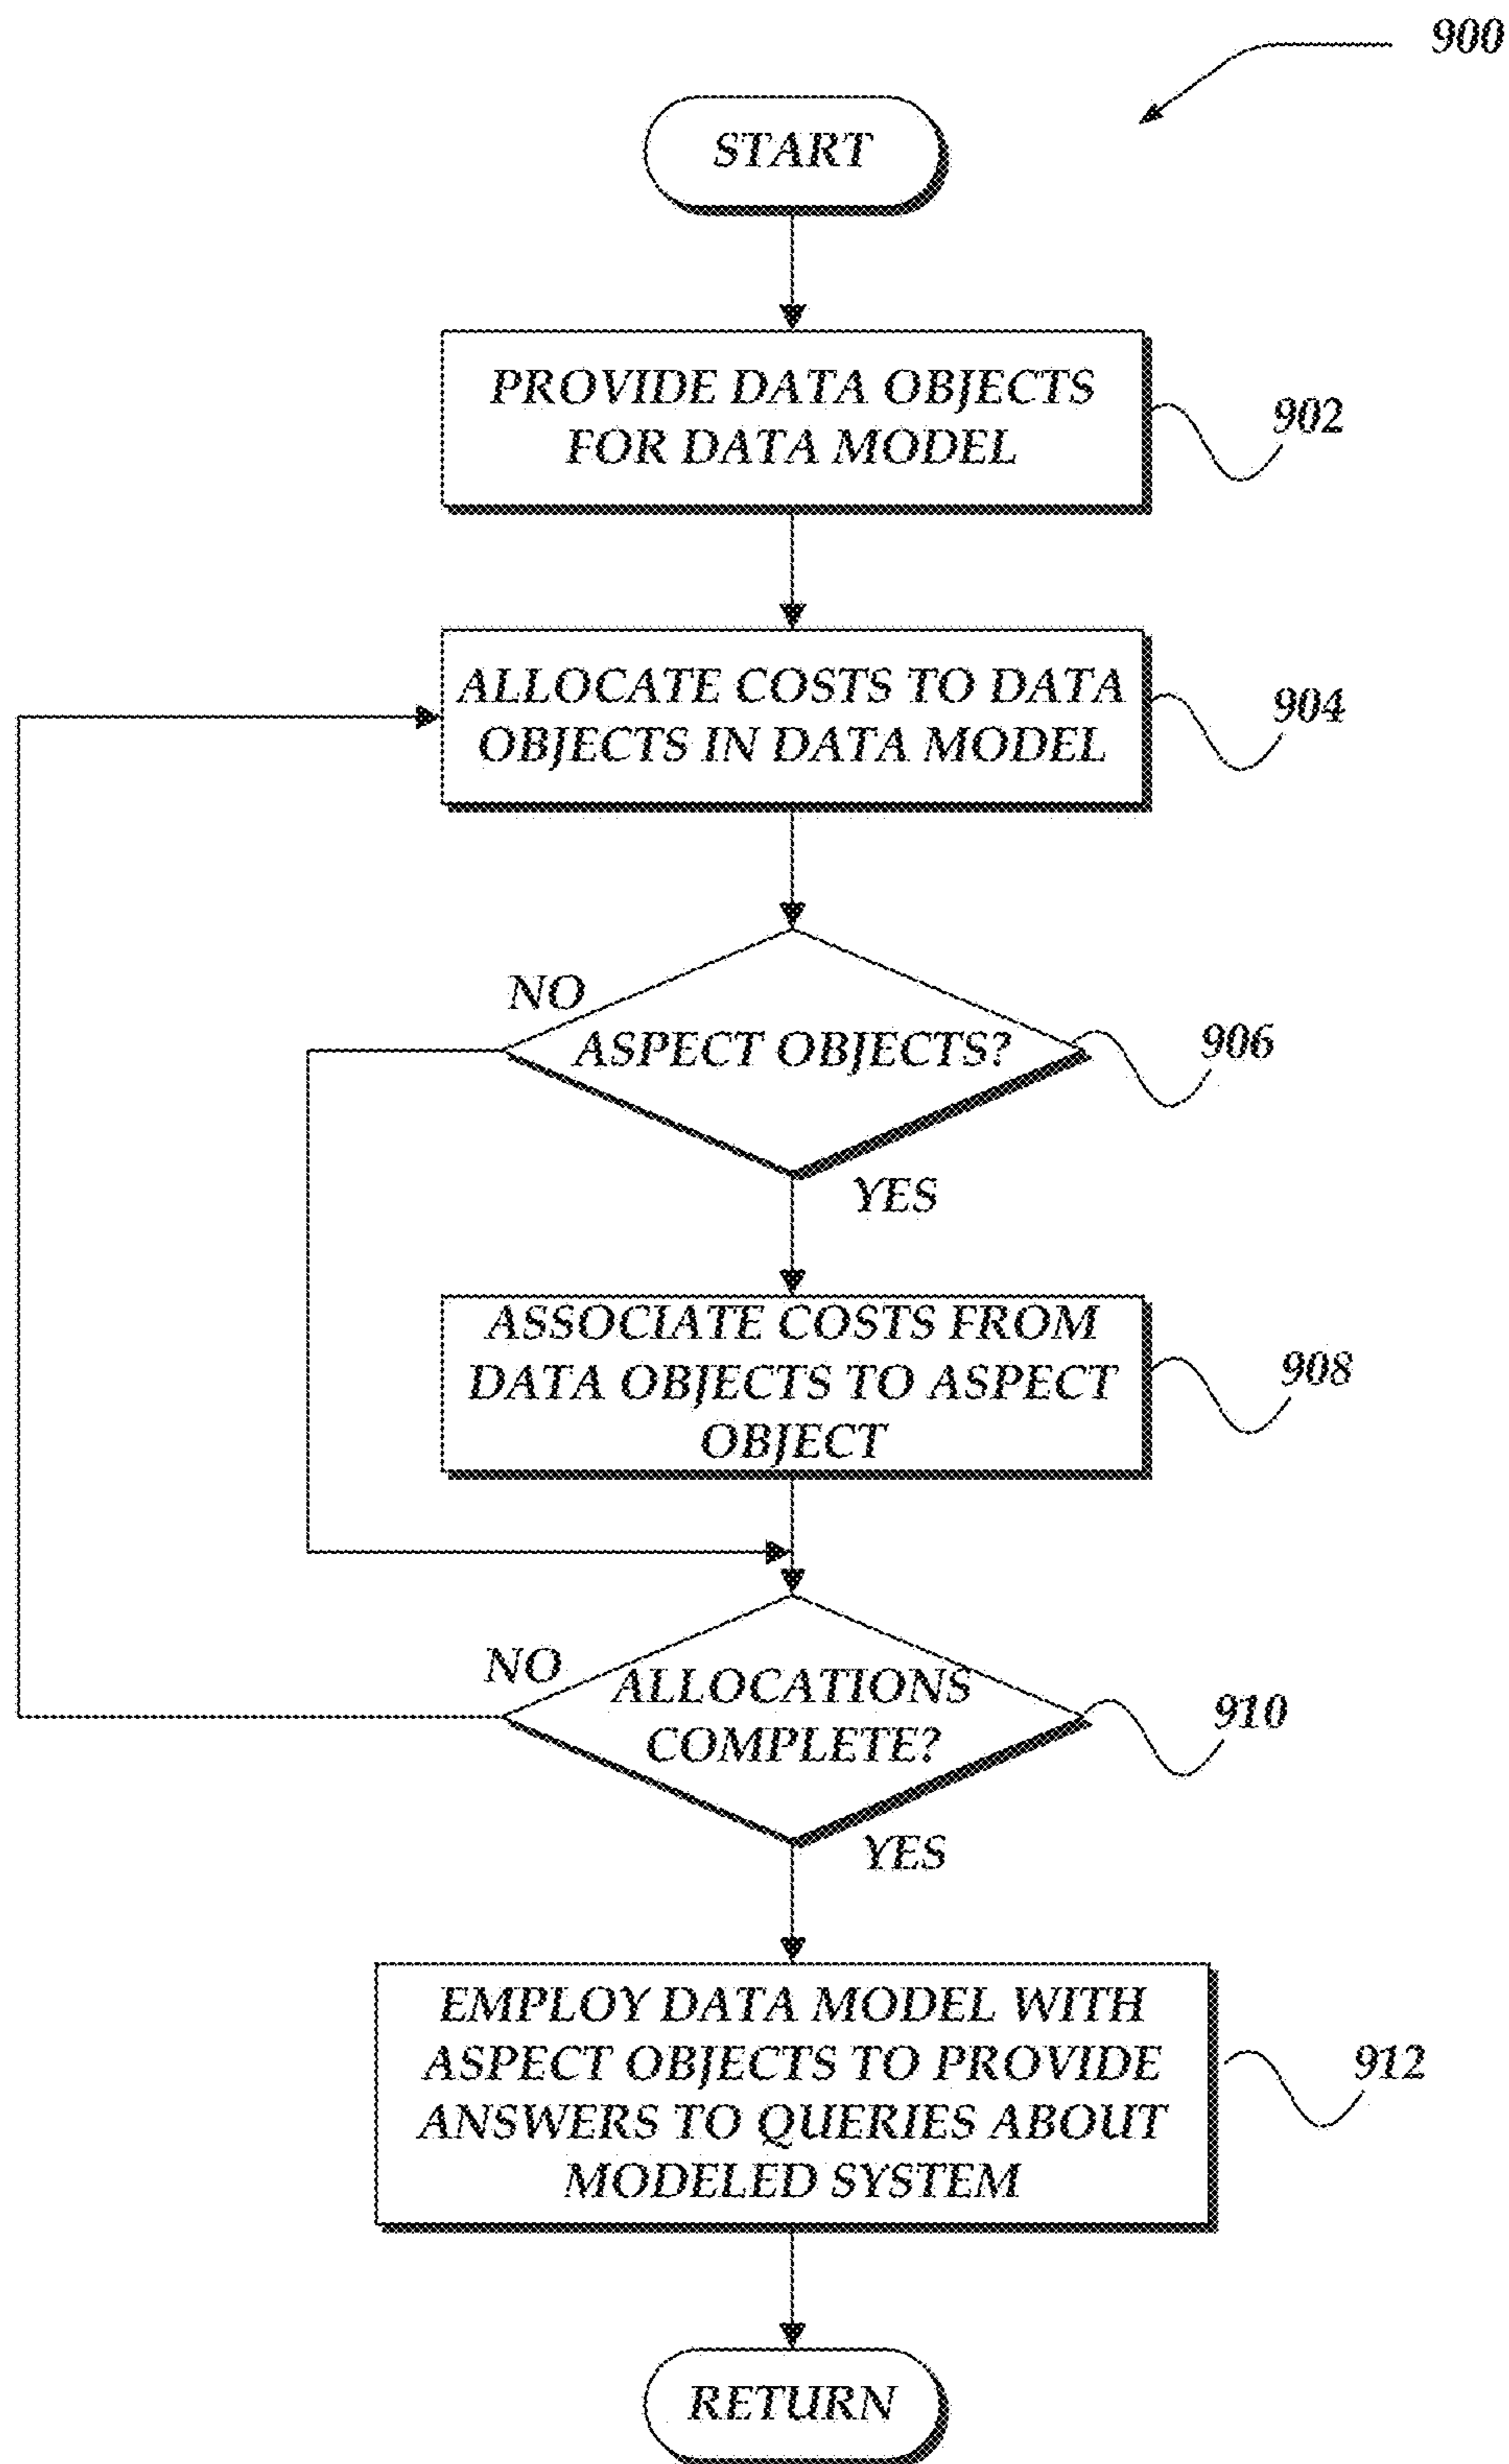 900
START
PROVIDE DATA OBJECTS
FOR DATA MODEL
902
ALLOCATE COSTS TO DATA
OBJECTS IN DATA MODEL
904
NO
ASPECT OBJECTS?
906
YES
ASSOCIATE COSTS FROM
DATA OBJECTS TO ASPECT
OBJECT
908
NO
ALLOCATIONS
COMPLETE?
910
YES
EMPLOY DATA MODEL WITH
ASPECT OBJECTS TO PROVIDE
ANSWERS TO QUERIES ABOUT
MODELED SYSTEM
912
RETURN